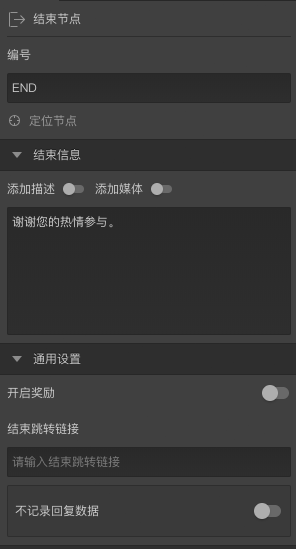 结束节点
编号
END
定位节点
结束信息
添加描述 添加媒体
谢谢您的热情参与。
通用设置
开启奖励
结束跳转链接
请输入结束跳转链接
不记录回复数据